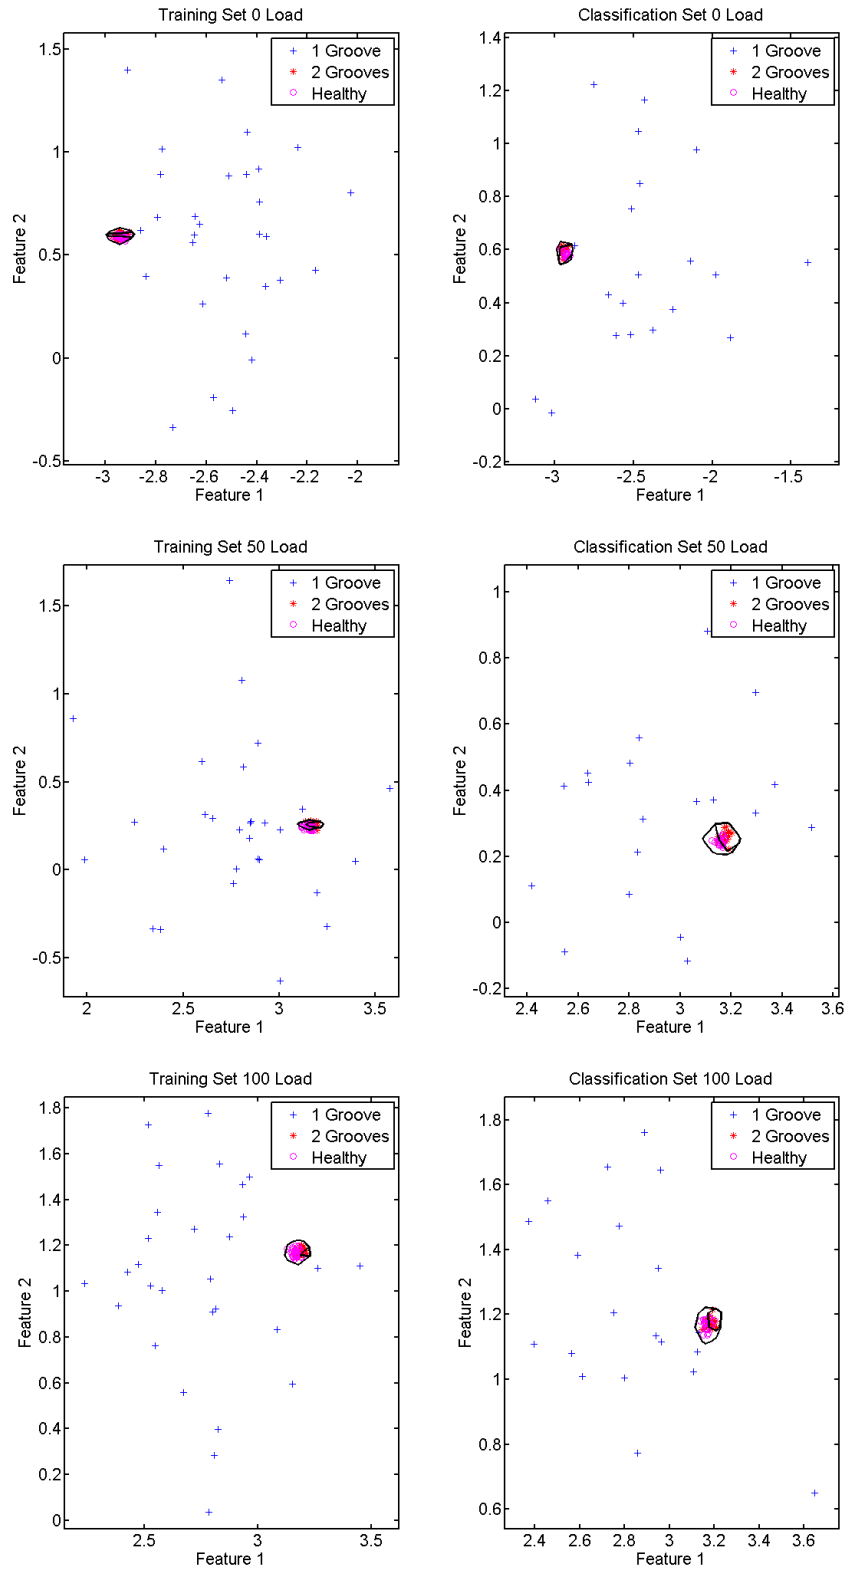 Training Set 0 Load
1 Groove
2 Grooves
Healthy
1.5
1
0.5
0
-0.5
Feature 2
-3 -2.8 -2.6 -2.4 -2.2 -2
Feature 1
Classification Set 0 Load
1 Groove
2 Grooves
Healthy
1.4
1.2
1
0.8
0.6
0.4
0.2
0
-0.2
Feature 2
-3 -2.5 -2 -1.5
Feature 1
Training Set 50 Load
1 Groove
2 Grooves
Healthy
1.5
1
0.5
0
-0.5
Feature 2
2 2.5 3 3.5
Feature 1
Classification Set 50 Load
1 Groove
2 Grooves
Healthy
1
0.8
0.6
0.4
0.2
0
-0.2
Feature 2
2.4 2.6 2.8 3 3.2 3.4 3.6
Feature 1
Training Set 100 Load
1 Groove
2 Grooves
Healthy
1.8
1.6
1.4
1.2
1
0.8
0.6
0.4
0.2
0
Feature 2
2.5 3 3.5
Feature 1
Classification Set 100 Load
1 Groove
2 Grooves
Healthy
1.8
1.6
1.4
1.2
1
0.8
0.6
Feature 2
2.4 2.6 2.8 3 3.2 3.4 3.6
Feature 1